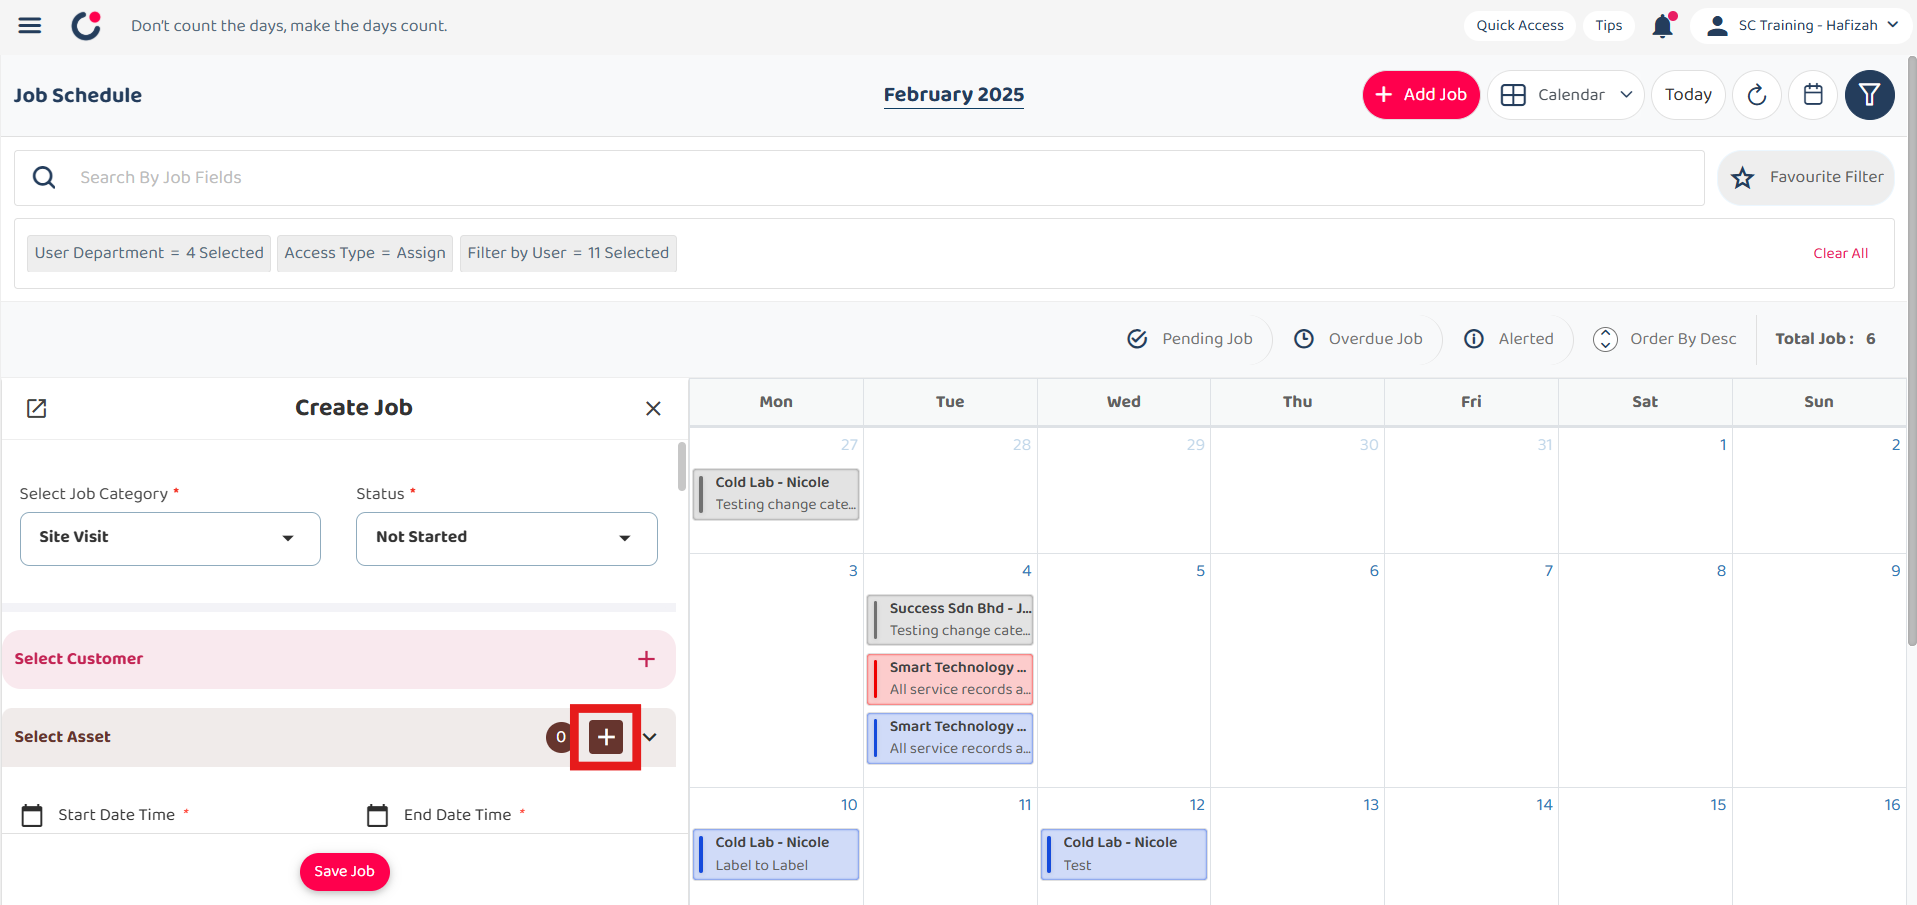 Don't count the days, make the days count.
Quick Access
Tips
SC Training - Hafizah
Job Schedule
February 2025
Add Job
Calendar
Today
Search By Job Fields
Favourite Filter
User Department = 4 Selected
Access Type = Assign
Filter by User = 11 Selected
Clear All
Pending Job
Overdue Job
Alerted
Order By Desc
Total Job : 6
Create Job
Select Job Category *
Status *
Site Visit
Not Started
Select Customer
Select Asset
0
Start Date Time *
End Date Time *
Save Job
Mon Tue Wed Thu Fri Sat Sun
27 28 29 30 31 1 2
Cold Lab - Nicole
Testing change cate...
3 4 5 6 7 8 9
Success Sdn Bhd - J...
Testing change cate...
Smart Technology ...
All service records a...
Smart Technology ...
All service records a...
10 11 12 13 14 15 16
Cold Lab - Nicole
Label to Label
Cold Lab - Nicole
Test